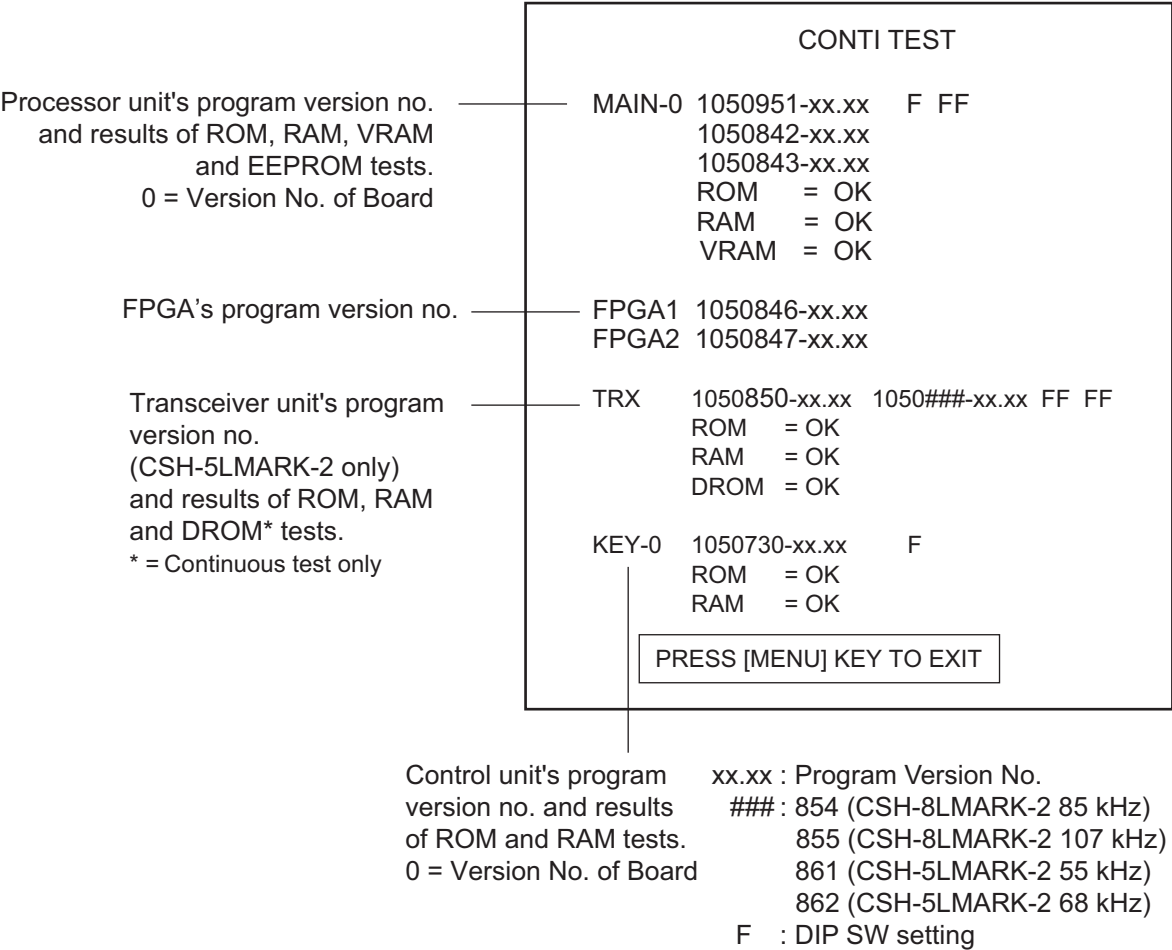 CONTI TEST
Processor unit's program version no.
and results of ROM, RAM, VRAM
and EEPROM tests.
0 = Version No. of Board
MAIN-0 1050951-xx.xx F FF
1050842-xx.xx
1050843-xx.xx
ROM = OK
RAM = OK
VRAM = OK
FPGA’s program version no.
FPGA1 1050846-xx.xx
FPGA2 1050847-xx.xx
Transceiver unit's program
version no.
(CSH-5LMARK-2 only)
and results of ROM, RAM
and DROM* tests.
* = Continuous test only
TRX 1050850-xx.xx 1050###-xx.xx FF FF
ROM = OK
RAM = OK
DROM = OK
KEY-0 1050730-xx.xx F
ROM = OK
RAM = OK
PRESS [MENU] KEY TO EXIT
Control unit's program
version no. and results
of ROM and RAM tests.
0 = Version No. of Board
xx.xx : Program Version No.
### : 854 (CSH-8LMARK-2 85 kHz)
855 (CSH-8LMARK-2 107 kHz)
861 (CSH-5LMARK-2 55 kHz)
862 (CSH-5LMARK-2 68 kHz)
F : DIP SW setting